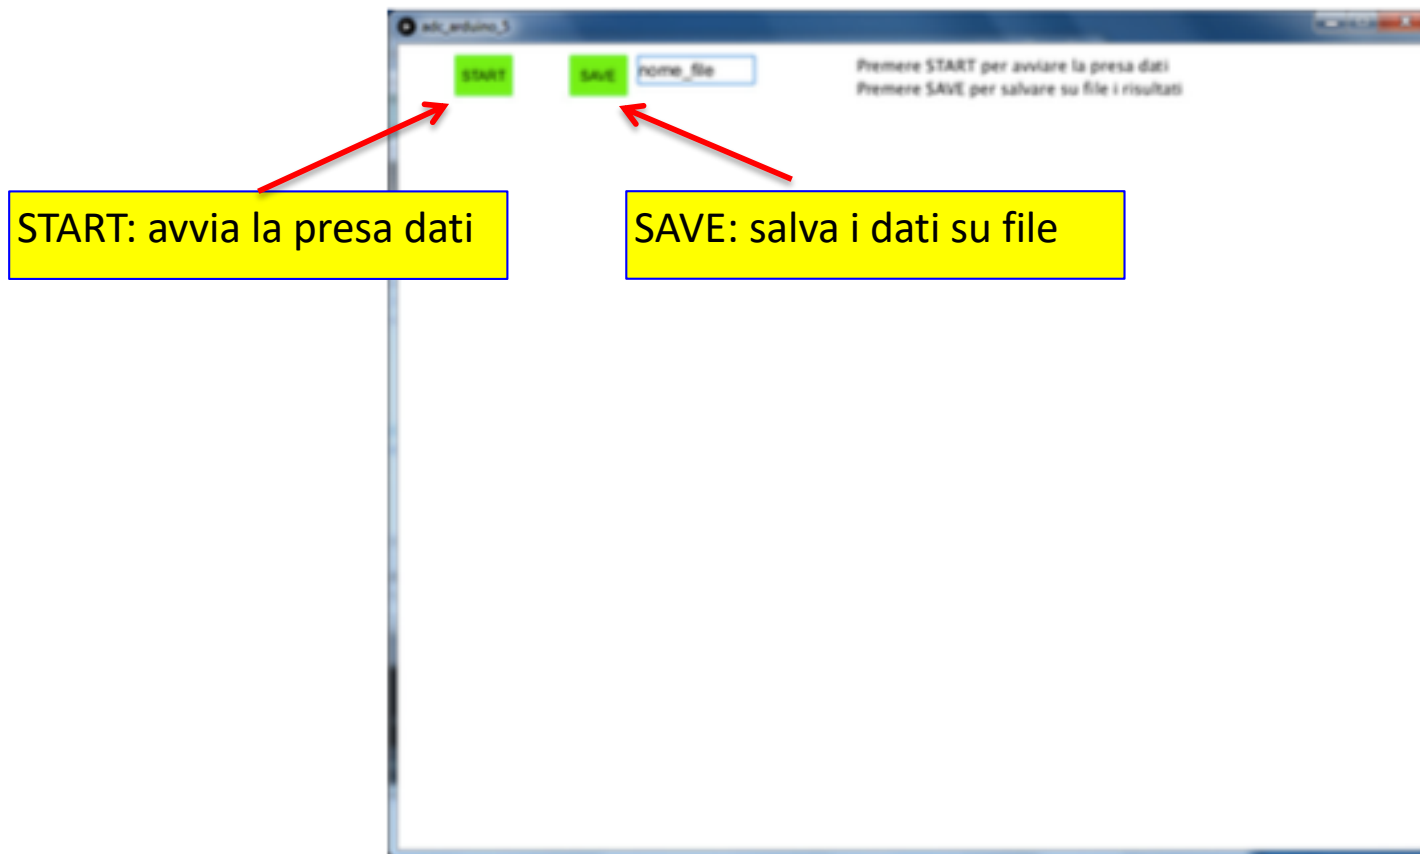 adc_arduino_5
START SAVE nome_file
Premere START per avviare la presa dati
Premere SAVE per salvare su file i risultati
START: avvia la presa dati
SAVE: salva i dati su file